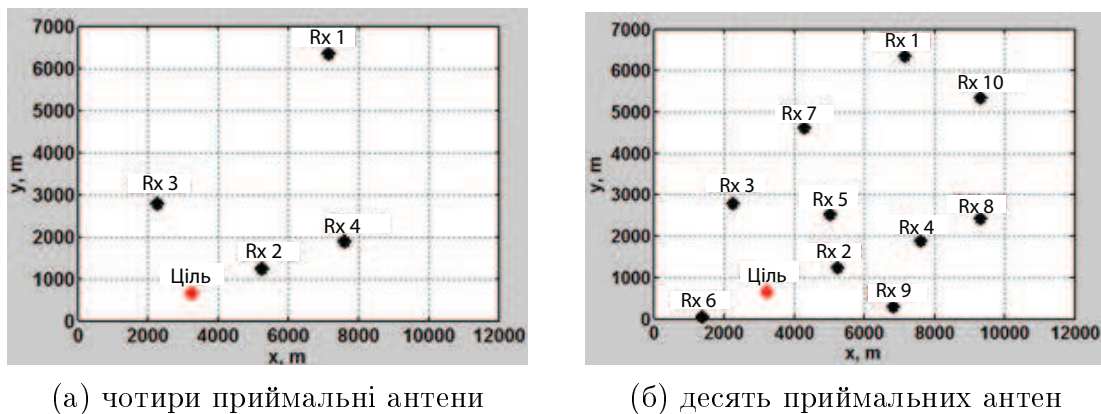 7000
6000
5000
4000
3000
2000
1000
0
y, m
Rx 1
Rx 3
Rx 4
Rx 2
Ціль
0 2000 4000 6000 8000 10000 12000
x, m
(а) чотири приймальні антени
7000
6000
5000
4000
3000
2000
1000
0
y, m
Rx 1
Rx 10
Rx 7
Rx 3
Rx 5
Rx 8
Rx 4
Rx 2
Ціль
Rx 9
Rx 6
0 2000 4000 6000 8000 10000 12000
x, m
(б) десять приймальних антен